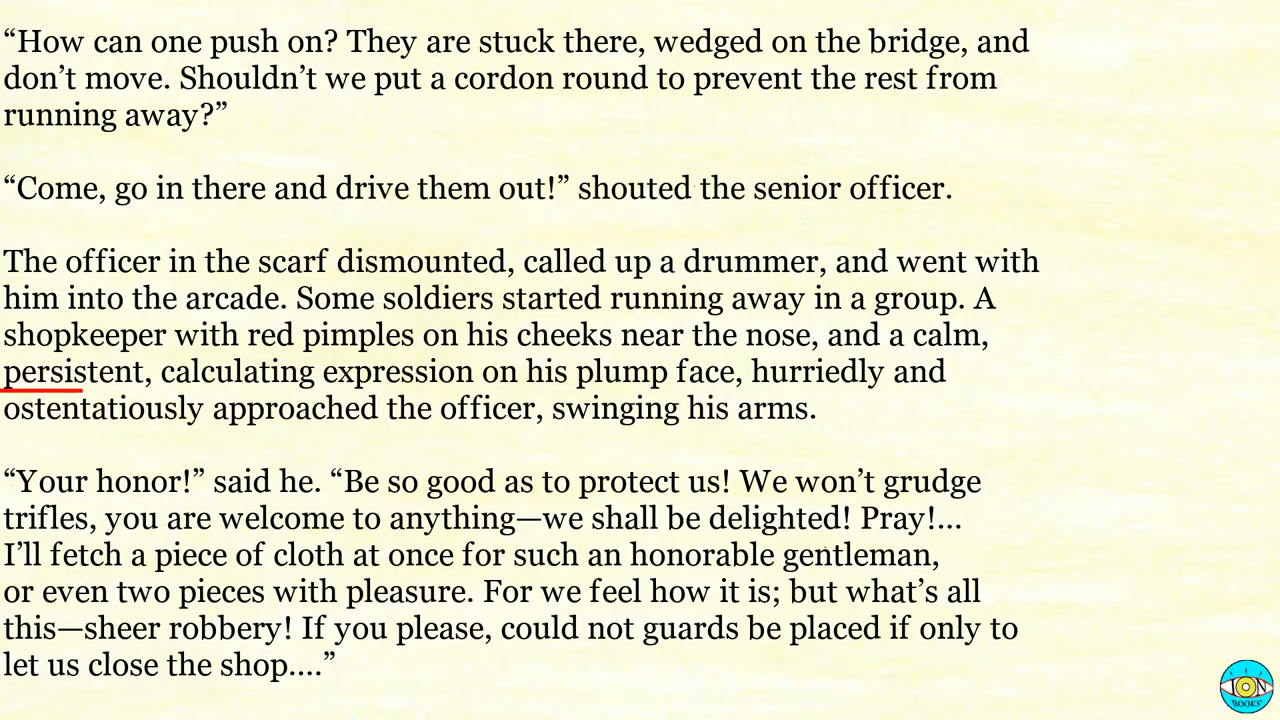 “How can one push on? They are stuck there, wedged on the bridge, and
don’t move. Shouldn’t we put a cordon round to prevent the rest from
running away?”
“Come, go in there and drive them out!” shouted the senior officer.
The officer in the scarf dismounted, called up a drummer, and went with
him into the arcade. Some soldiers started running away in a group. A
shopkeeper with red pimples on his cheeks near the nose, and a calm,
persistent, calculating expression on his plump face, hurriedly and
ostentatiously approached the officer, swinging his arms.
“Your honor!” said he. “Be so good as to protect us! We won’t grudge
trifles, you are welcome to anything—we shall be delighted! Pray!...
I’ll fetch a piece of cloth at once for such an honorable gentleman,
or even two pieces with pleasure. For we feel how it is; but what’s all
this—sheer robbery! If you please, could not guards be placed if only to
let us close the shop....”
ION
BOOKS